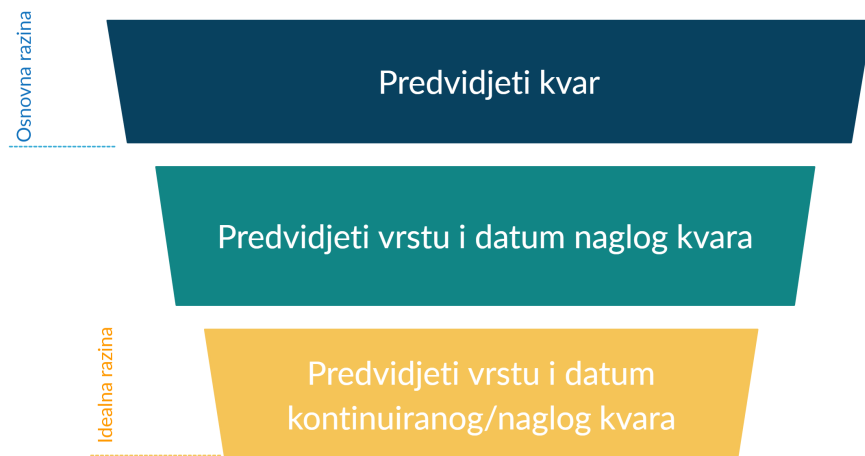 Osnovna razina
Predvidjeti kvar
Predvidjeti vrstu i datum naglog kvara
Idealna razina
Predvidjeti vrstu i datum
kontinuiranog/naglog kvara